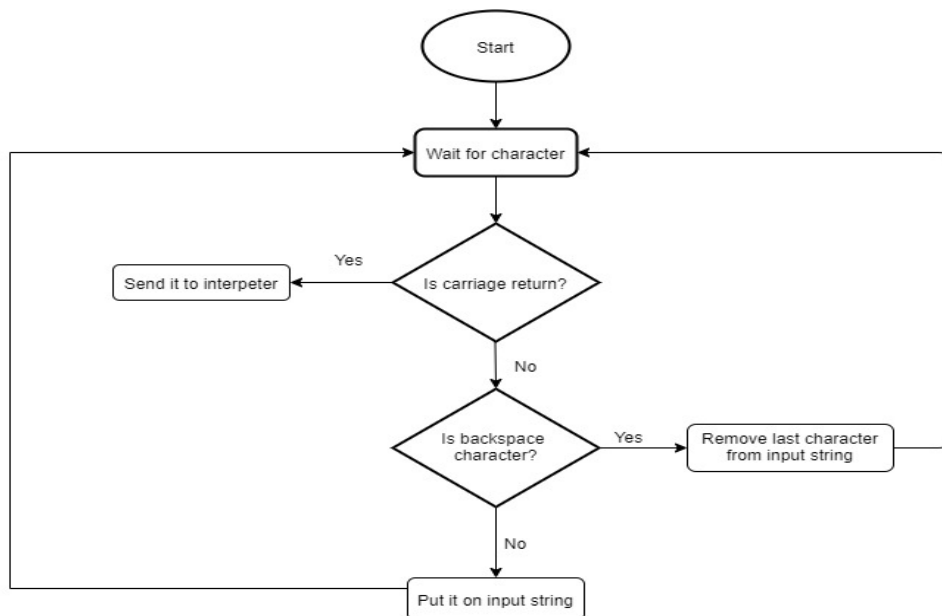 Start
Wait for character
Yes
Send it to interpeter
Is carriage return?
No
Is backspace
character?
Yes
Remove last character
from input string
No
Put it on input string